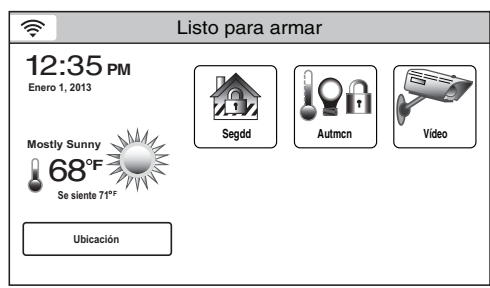 Listo para armar
12:35 PM
Enero 1, 2013
Mostly Sunny
68°F
Se siente 71°F
Ubicación
Segdd
Autmcn
Vídeo